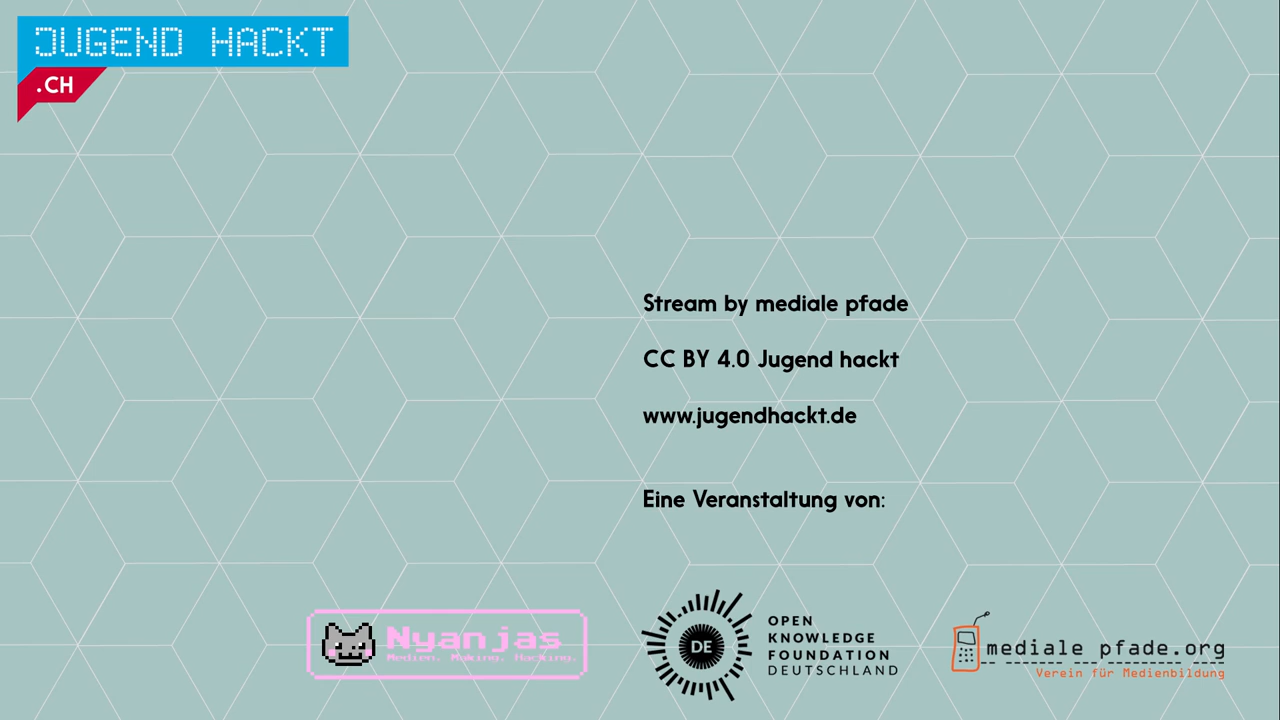 JUGEND HACKT
.CH
Stream by mediale pfade
CC BY 4.0 Jugend hackt
www.jugendhackt.de
Eine Veranstaltung von:
Nyanjas
Medien. Making. Hacking.
DE
OPEN
KNOWLEDGE
FOUNDATION
DEUTSCHLAND
mediale pfade.org
Verein für Medienbildung